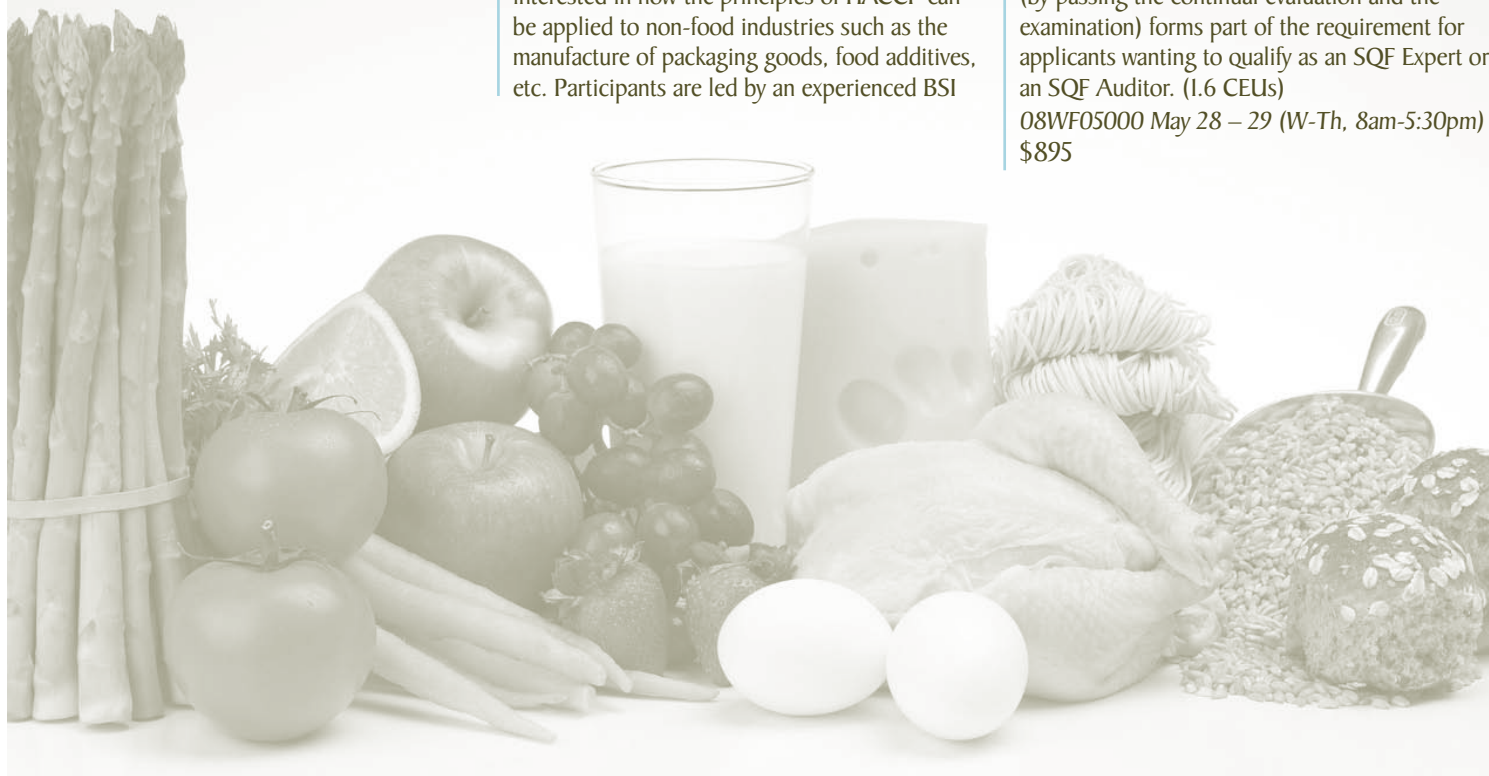 interested in how the principles of HACCP can
be applied to non-food industries such as the
manufacture of packaging goods, food additives,
etc. Participants are led by an experienced BSI
(by passing the continual evaluation and the
examination) forms part of the requirement for
applicants wanting to qualify as an SQF Expert or
an SQF Auditor. (1.6 CEUs)
08WF05000 May 28 – 29 (W-Th, 8am-5:30pm)
$895